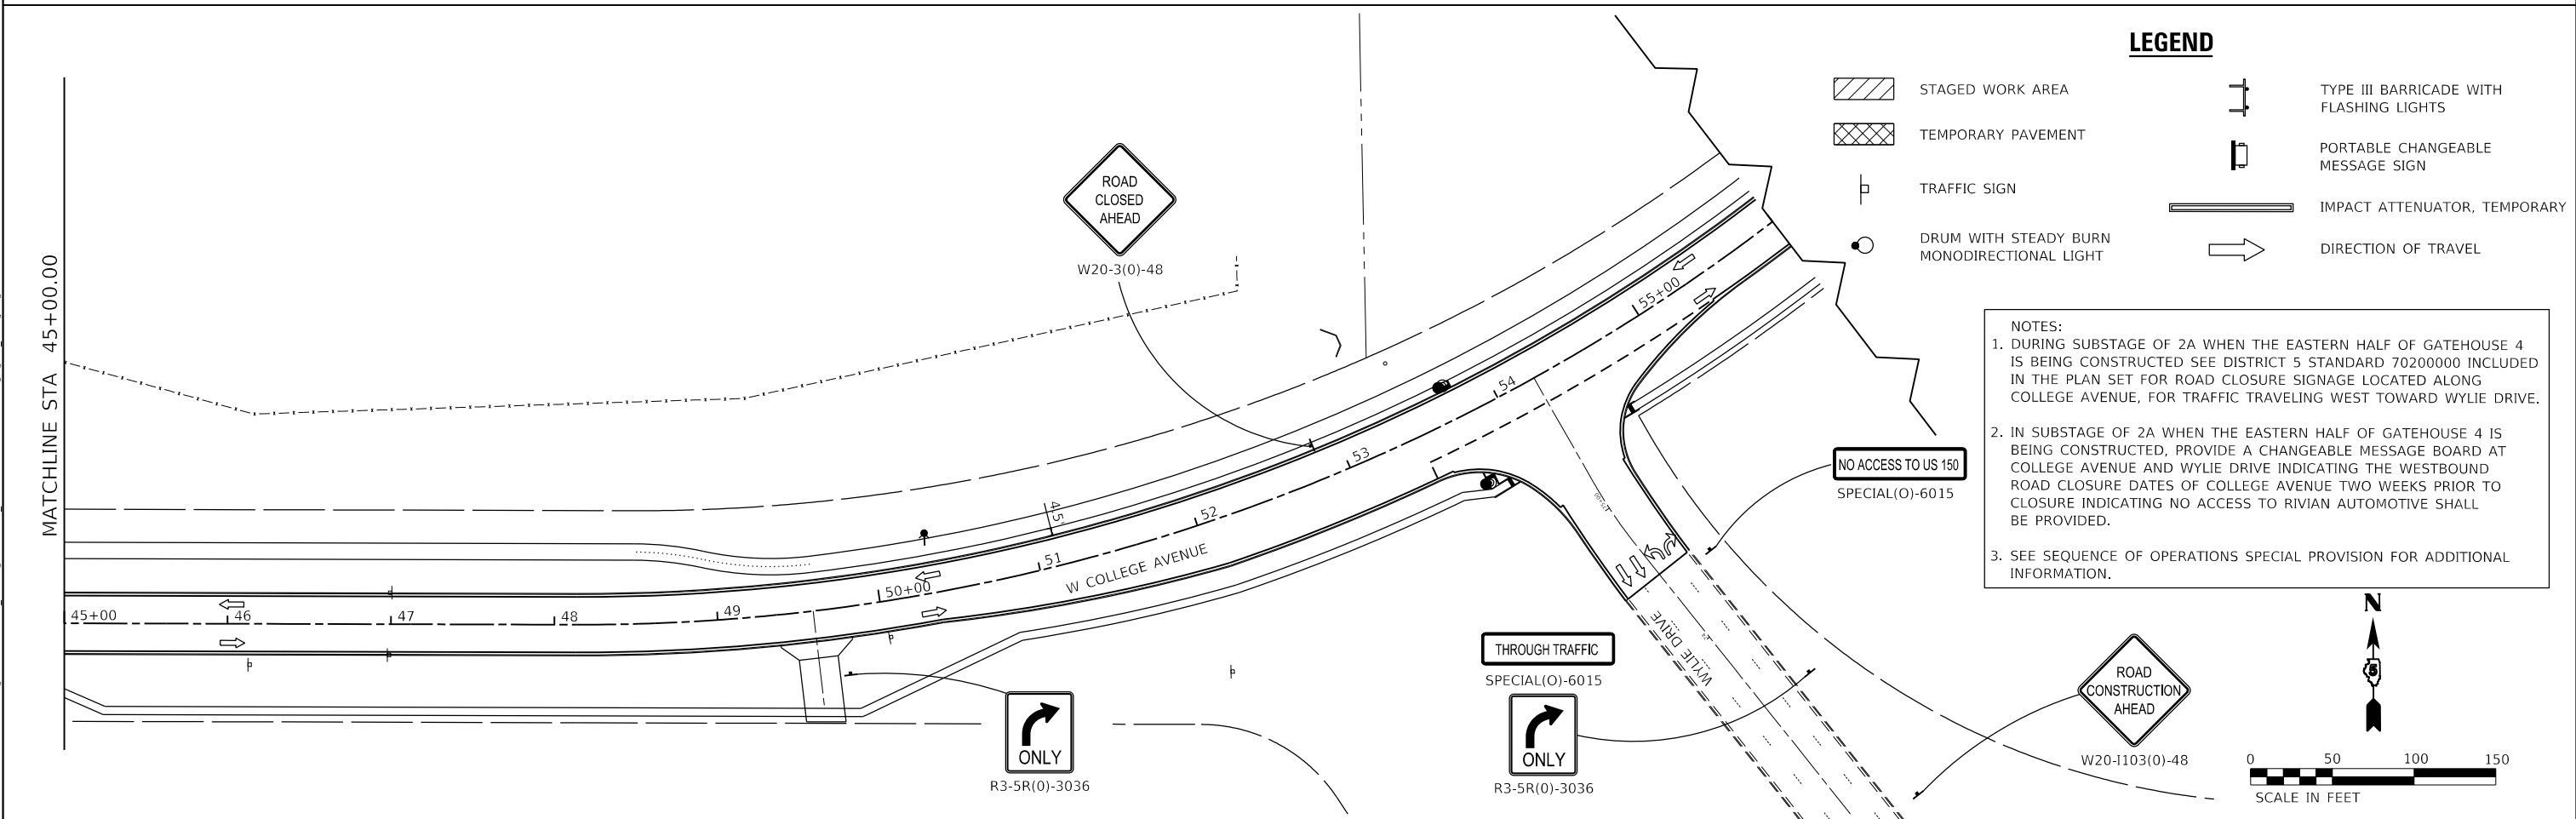 LEGEND
STAGED WORK AREA
TEMPORARY PAVEMENT
TRAFFIC SIGN
DRUM WITH STEADY BURN
MONODIRECTIONAL LIGHT
TYPE III BARRICADE WITH
FLASHING LIGHTS
PORTABLE CHANGEABLE
MESSAGE SIGN
IMPACT ATTENUATOR, TEMPORARY
DIRECTION OF TRAVEL
NOTES:
1. DURING SUBSTAGE OF 2A WHEN THE EASTERN HALF OF GATEHOUSE 4
IS BEING CONSTRUCTED SEE DISTRICT 5 STANDARD 70200000 INCLUDED
IN THE PLAN SET FOR ROAD CLOSURE SIGNAGE LOCATED ALONG
COLLEGE AVENUE, FOR TRAFFIC TRAVELING WEST TOWARD WYLIE DRIVE.
2. IN SUBSTAGE OF 2A WHEN THE EASTERN HALF OF GATEHOUSE 4 IS
BEING CONSTRUCTED, PROVIDE A CHANGEABLE MESSAGE BOARD AT
COLLEGE AVENUE AND WYLIE DRIVE INDICATING THE WESTBOUND
ROAD CLOSURE DATES OF COLLEGE AVENUE TWO WEEKS PRIOR TO
CLOSURE INDICATING NO ACCESS TO RIVIAN AUTOMOTIVE SHALL
BE PROVIDED.
3. SEE SEQUENCE OF OPERATIONS SPECIAL PROVISION FOR ADDITIONAL
INFORMATION.
MATCHLINE STA 45+00.00
ROAD
CLOSED
AHEAD
W20-3(O)-48
45+00
46
47
48
49
50+00
51
52
53
54
55+00
4.5'
W COLLEGE AVENUE
WYLIE DRIVE
NO ACCESS TO US 150
SPECIAL(O)-6015
THROUGH TRAFFIC
SPECIAL(O)-6015
ONLY
R3-5R(O)-3036
ONLY
R3-5R(O)-3036
ROAD
CONSTRUCTION
AHEAD
W20-I103(O)-48
N
5
0 50 100 150
SCALE IN FEET